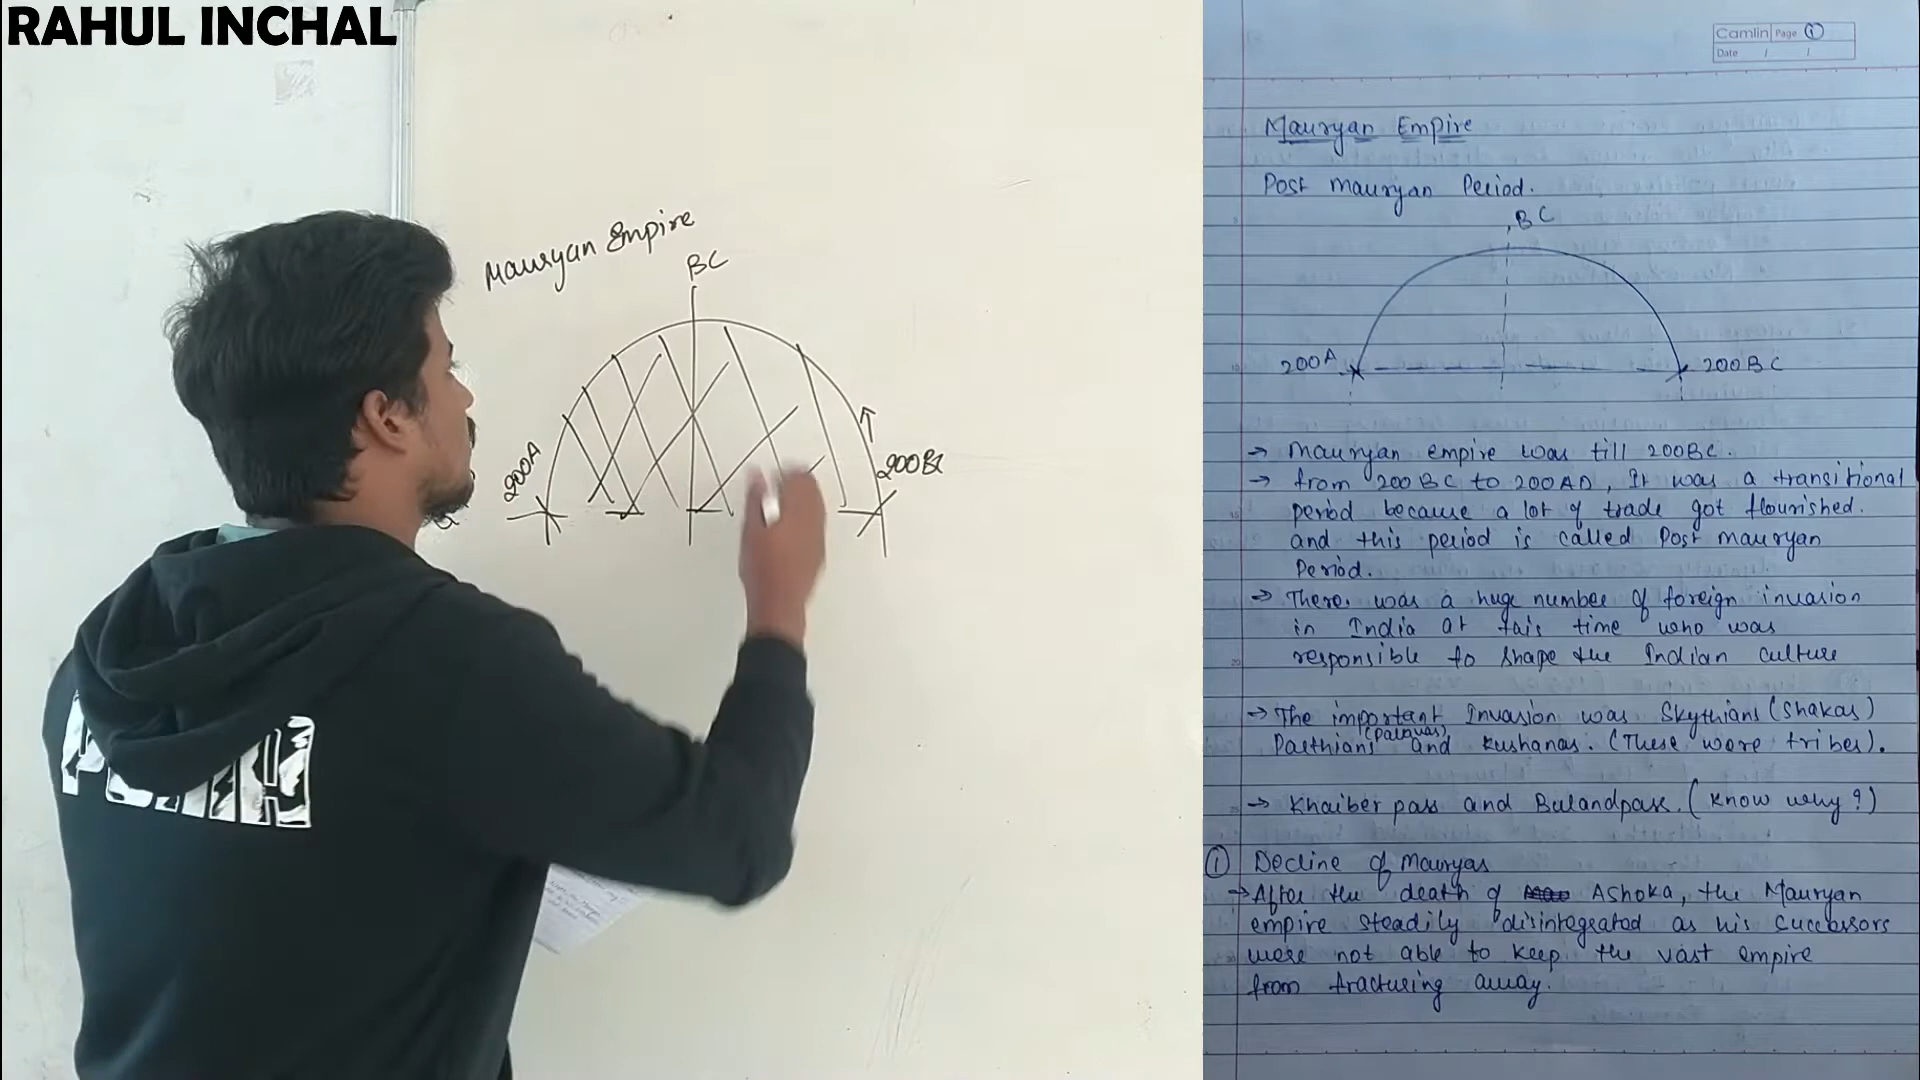 RAHUL INCHAL
Mauryan Empire
BC
200A
200BC
PUMA
Camlin Page 1
Date / /
Mauryan Empire
Post mauryan Period.
BC
200A
200BC
→ Mauryan empire was till 200BC.
→ from 200BC to 200AD, It was a transitional
period because a lot of trade got flourished.
and this period is called Post mauryan
Period.
→ There was a huge number of foreign invasion
in India at this time who was
responsible to shape the Indian culture
→ The important Invasion was Skythians (Shakas)
(Palavas)
Parthians and Kushanas. (These were tribes).
→ Khaiber pass and Bulandpass. (Know why?)
① Decline of Mauryas
→ After the death of Ashoka, the Mauryan
empire steadily disintegrated as his successors
were not able to keep the vast empire
from fracturing away.